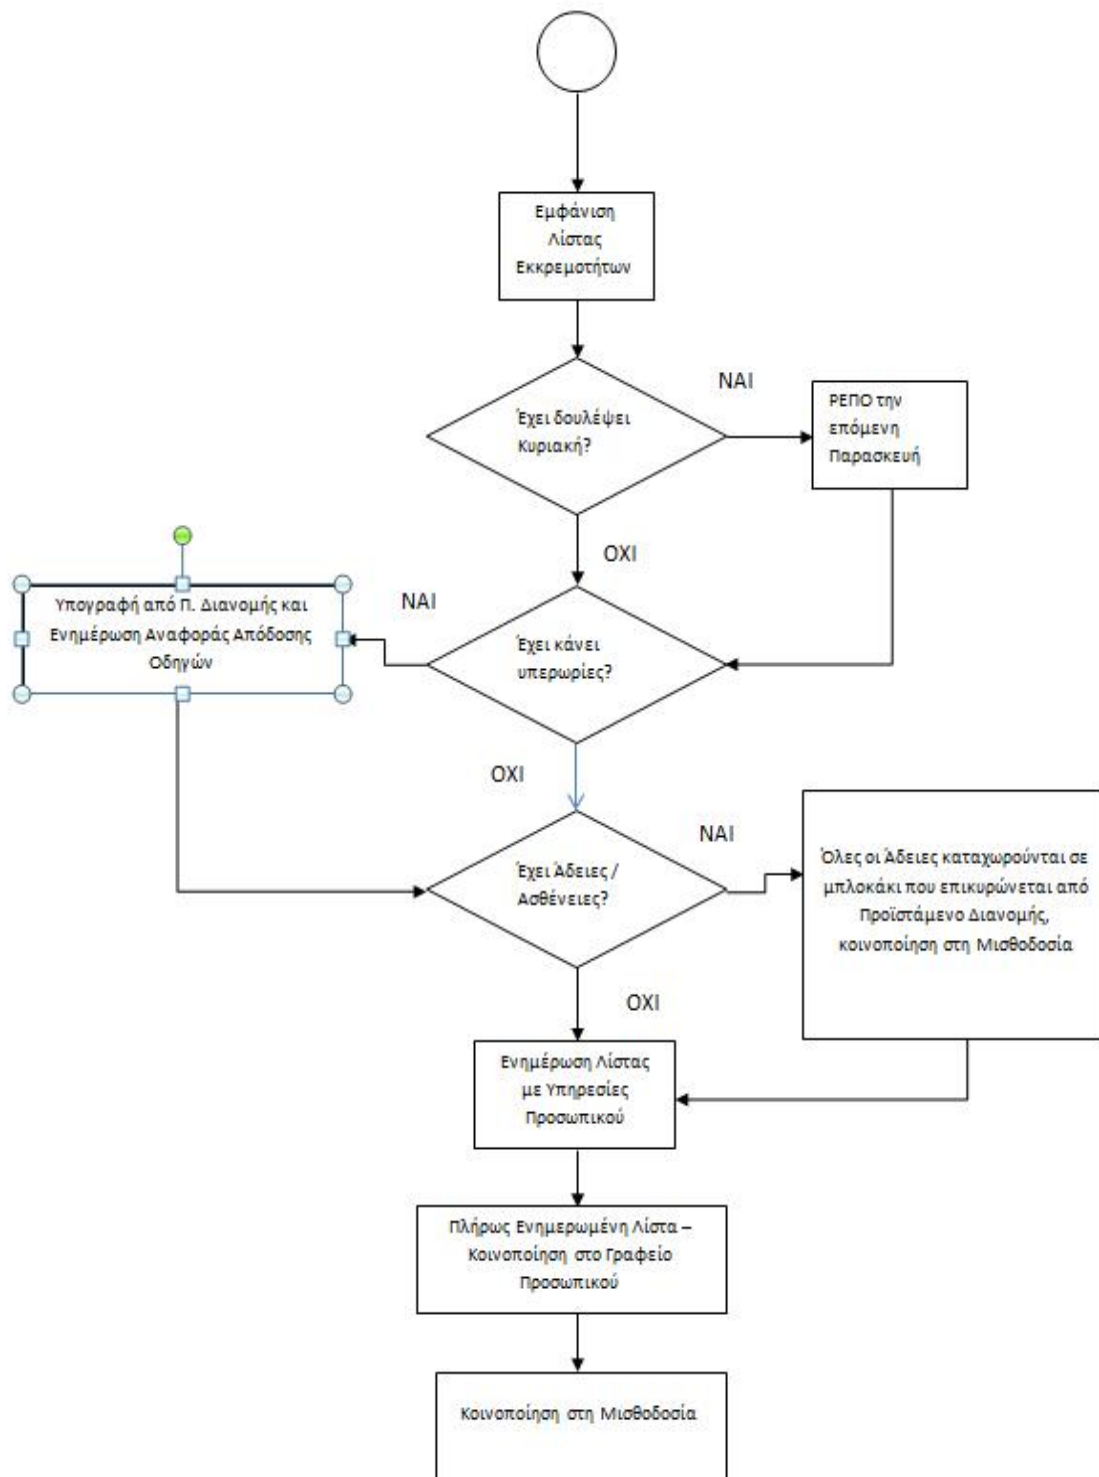 Εμφάνιση
Λίστας
Εκκρεμοτήτων
Έχει δουλέψει
Κυριακή?
ΝΑΙ
ΡΕΠΟ την
επόμενη
Παρασκευή
ΟΧΙ
Έχει κάνει
υπερωρίες?
ΝΑΙ
Υπογραφή από Π. Διανομής και
Ενημέρωση Αναφοράς Απόδοσης
Οδηγών
ΟΧΙ
Έχει Άδειες /
Ασθένειες?
ΝΑΙ
Όλες οι Άδειες καταχωρούνται σε
μπλοκάκι που επικυρώνεται από
Προϊστάμενο Διανομής,
κοινοποίηση στη Μισθοδοσία
ΟΧΙ
Ενημέρωση Λίστας
με Υπηρεσίες
Προσωπικού
Πλήρως Ενημερωμένη Λίστα –
Κοινοποίηση στο Γραφείο
Προσωπικού
Κοινοποίηση στη Μισθοδοσία